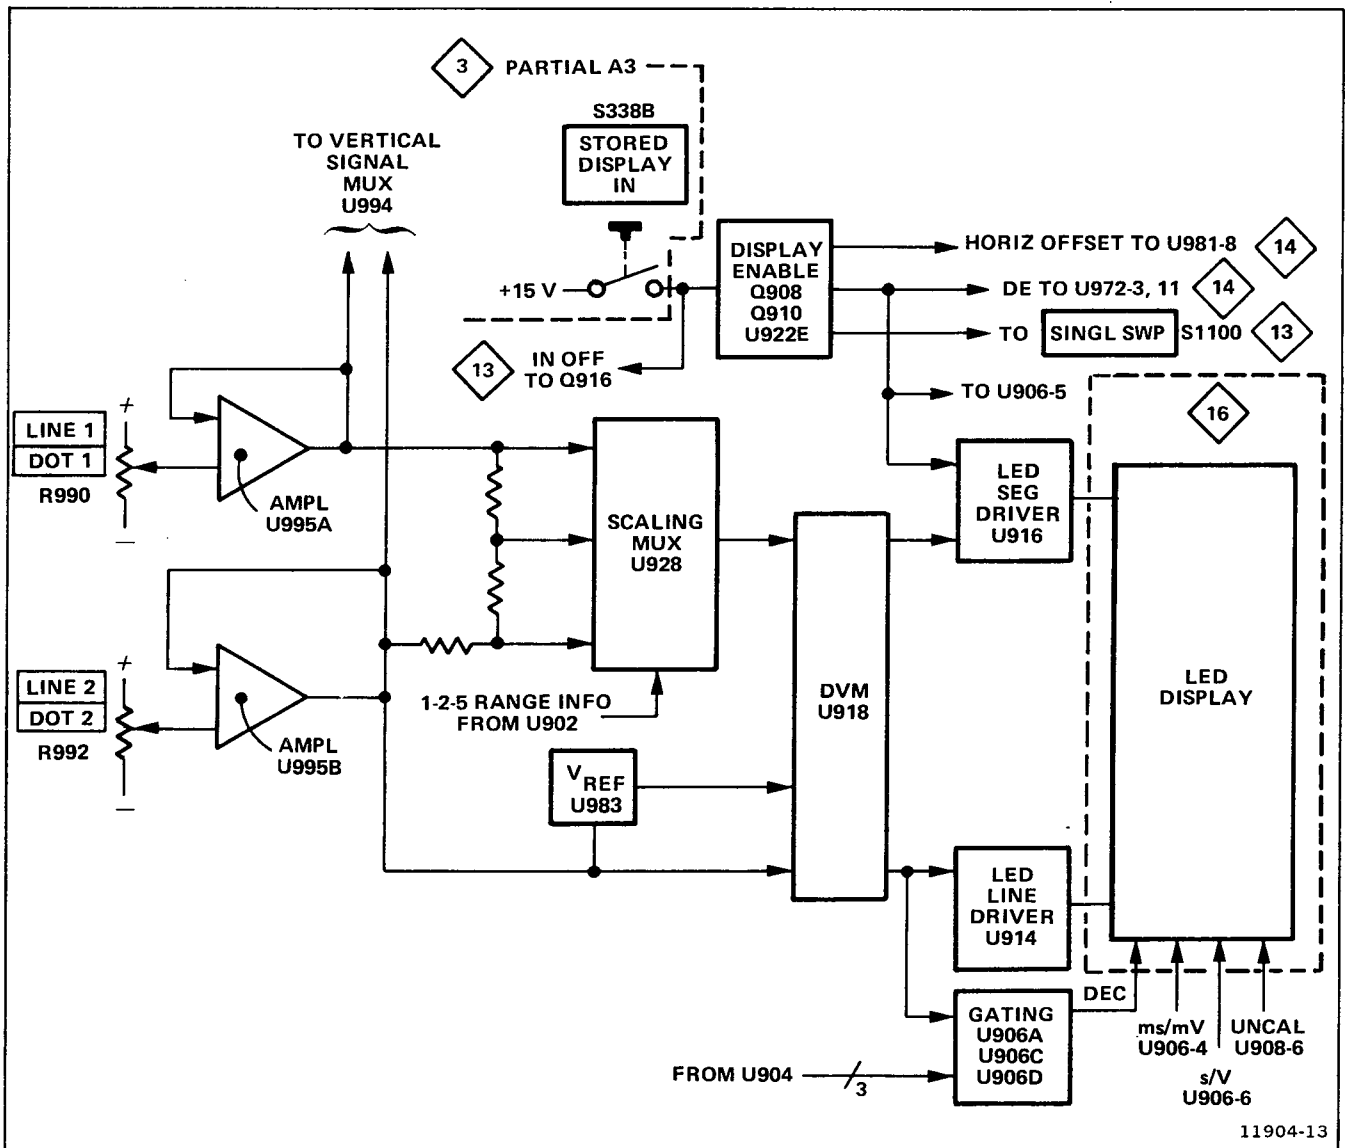 3 PARTIAL A3
S338B
STORED
DISPLAY
IN
TO VERTICAL
SIGNAL
MUX
U994
+15 V
DISPLAY
ENABLE
Q908
Q910
U922E
HORIZ OFFSET TO U981-8 14
DE TO U972-3, 11 14
TO SINGL SWP S1100 13
13 IN OFF
TO Q916
TO U906-5
16
+
LINE 1
DOT 1
R990
—
AMPL
U995A
SCALING
MUX
U928
LED
SEG
DRIVER
U916
+
LINE 2
DOT 2
R992
—
AMPL
U995B
1-2-5 RANGE INFO
FROM U902
DVM
U918
LED
DISPLAY
VREF
U983
LED
LINE
DRIVER
U914
DEC
GATING
U906A
U906C
U906D
FROM U904
3
ms/mV
U906-4
s/V
U906-6
UNCAL
U908-6
11904-13